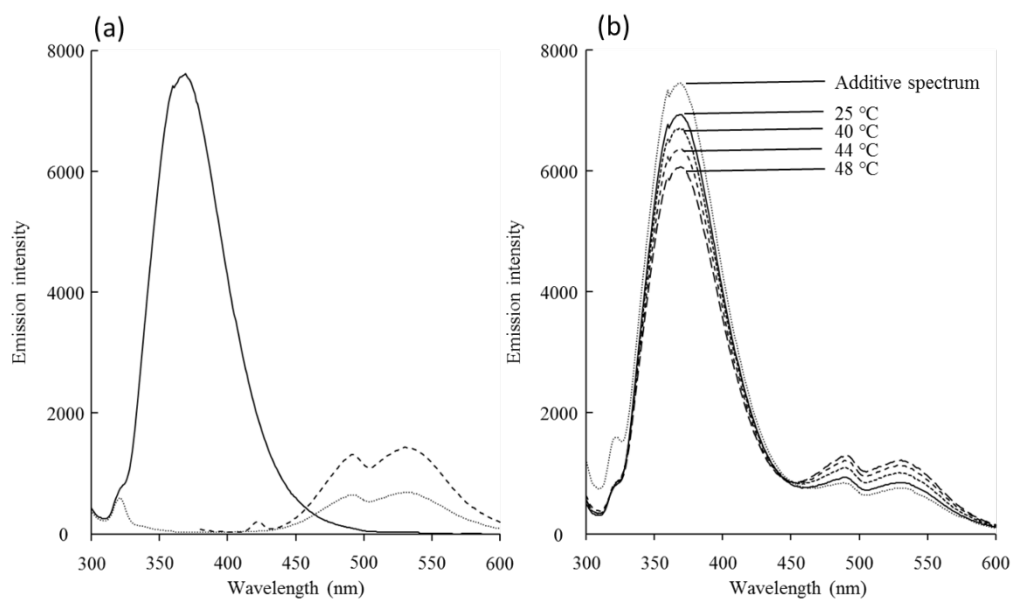 (a)
8000
6000
4000
2000
0
Emission intensity
300 350 400 450 500 550 600
Wavelength (nm)
(b)
8000
6000
4000
2000
0
Emission intensity
Additive spectrum
25 ℃
40 ℃
44 ℃
48 ℃
300 350 400 450 500 550 600
Wavelength (nm)